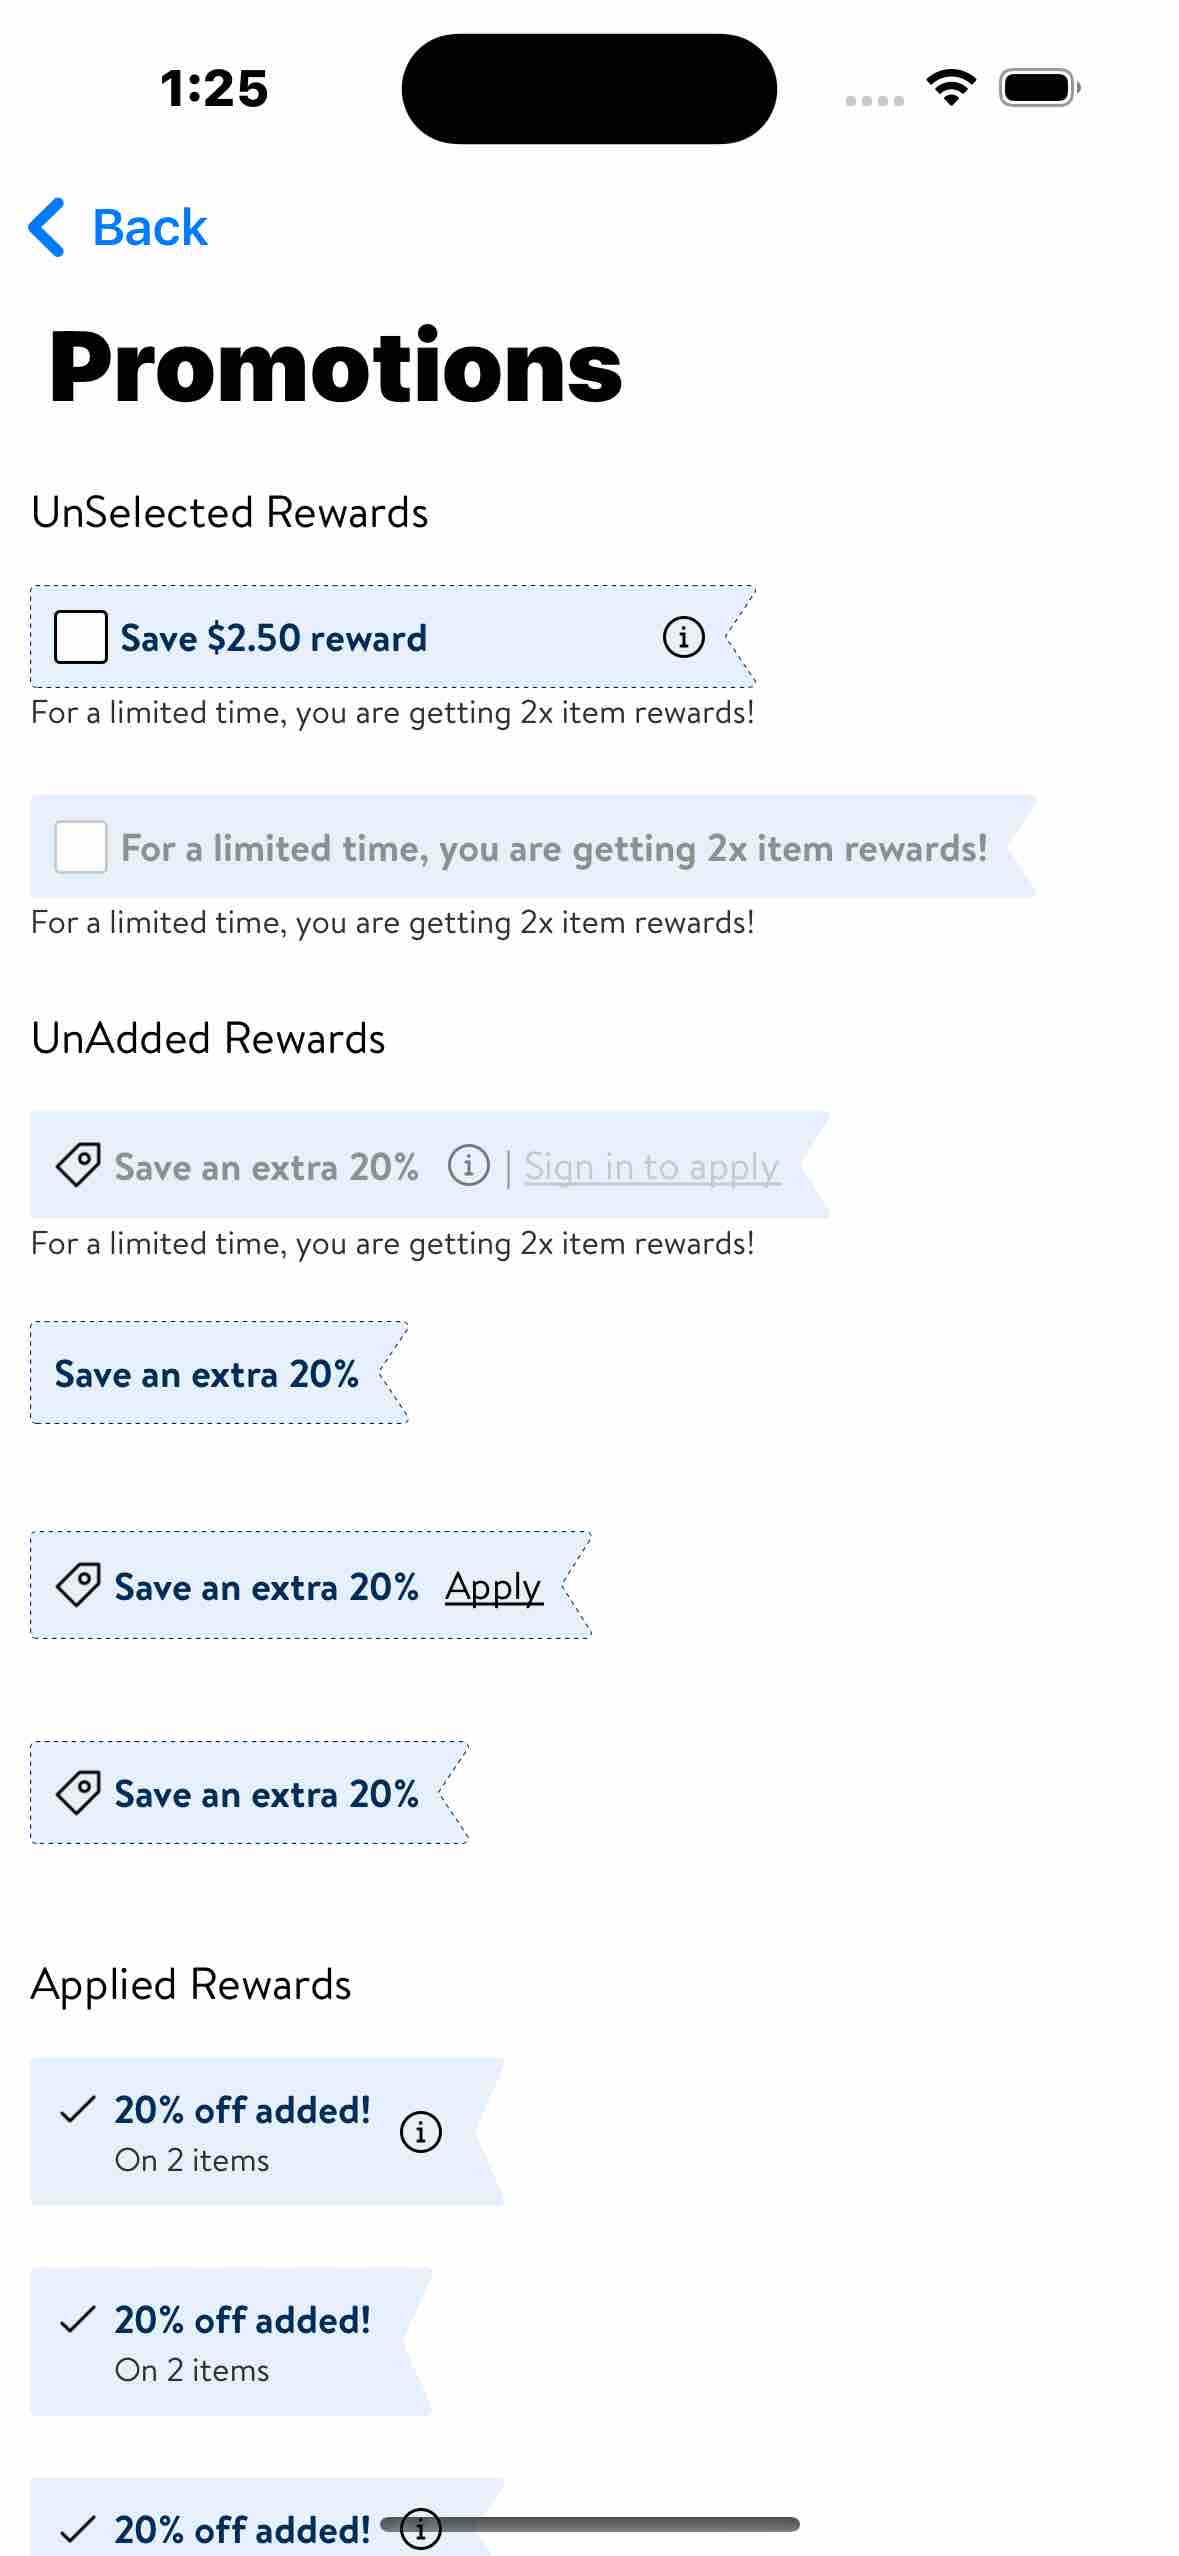 1:25
Back
Promotions
UnSelected Rewards
Save $2.50 reward
For a limited time, you are getting 2x item rewards!
For a limited time, you are getting 2x item rewards!
For a limited time, you are getting 2x item rewards!
UnAdded Rewards
Save an extra 20% | Sign in to apply
For a limited time, you are getting 2x item rewards!
Save an extra 20%
Save an extra 20% Apply
Save an extra 20%
Applied Rewards
20% off added!
On 2 items
20% off added!
On 2 items
20% off added!